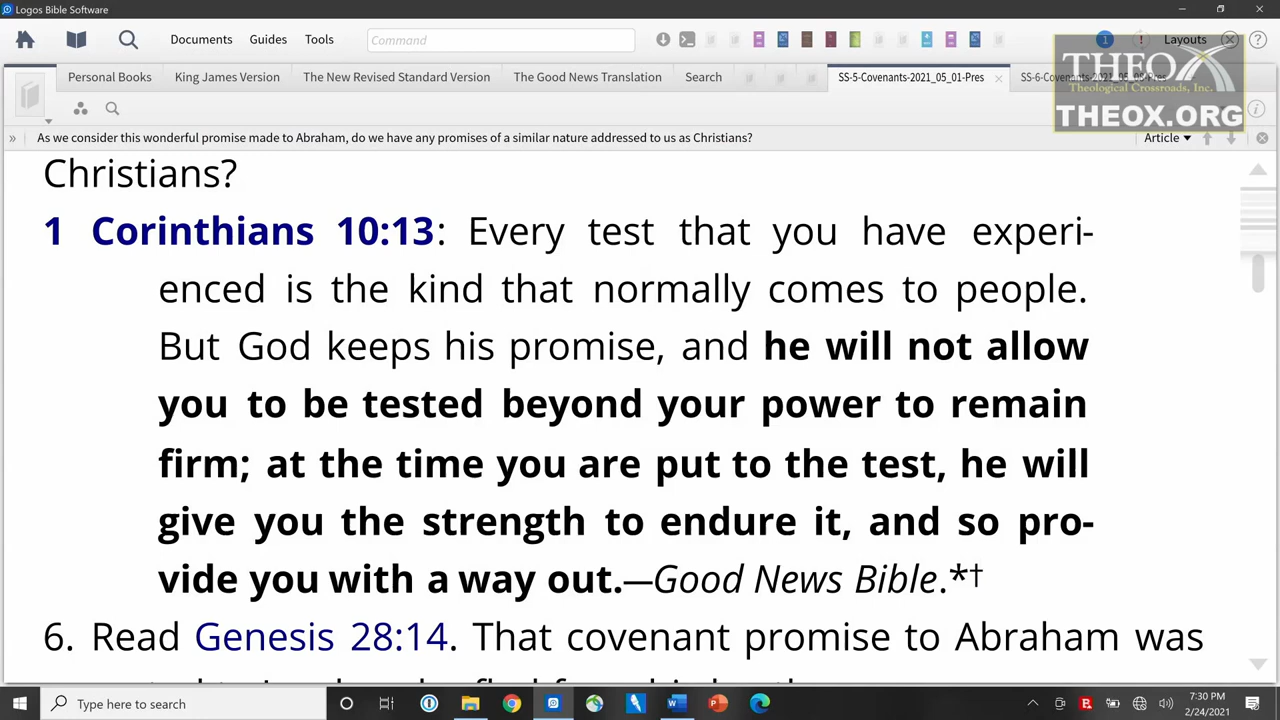 Logos Bible Software
Documents Guides Tools Command Layouts
Personal Books King James Version The New Revised Standard Version The Good News Translation Search SS-5-Covenants-2021_05_01-Pres
THEOX
Theological Crossroads, Inc.
THEOX.ORG
As we consider this wonderful promise made to Abraham, do we have any promises of a similar nature addressed to us as Christians? Article
Christians?
1 Corinthians 10:13: Every test that you have experi-
enced is the kind that normally comes to people.
But God keeps his promise, and he will not allow
you to be tested beyond your power to remain
firm; at the time you are put to the test, he will
give you the strength to endure it, and so pro-
vide you with a way out.—Good News Bible.*†
6. Read Genesis 28:14. That covenant promise to Abraham was
Type here to search
7:30 PM
2/24/2021